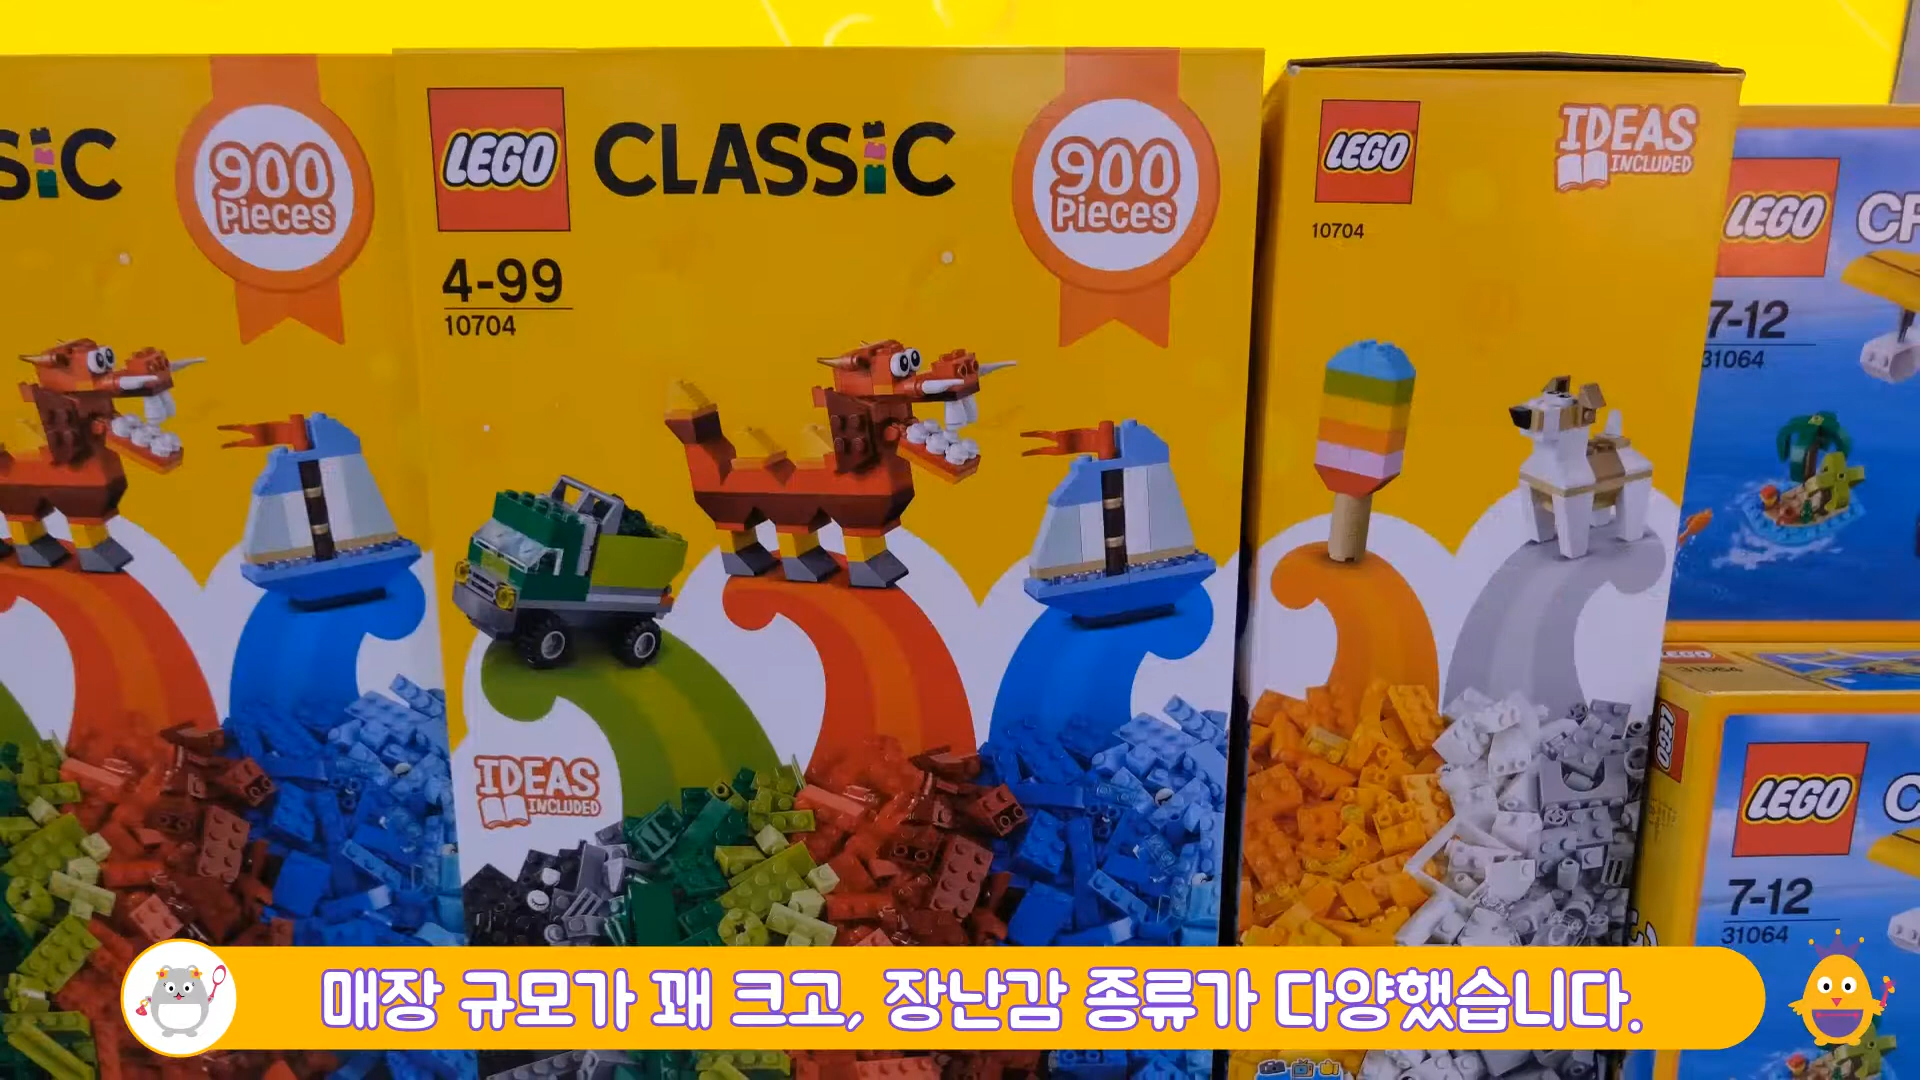 SiC
900
Pieces
LEGO
CLASSiC
4-99
10704
900
Pieces
IDEAS
INCLUDED
LEGO
10704
IDEAS
INCLUDED
LEGO
CR
7-12
31064
31064
LEGO
LEGO
C
7-12
31064
매장 규모가 꽤 크고, 장난감 종류가 다양했습니다.